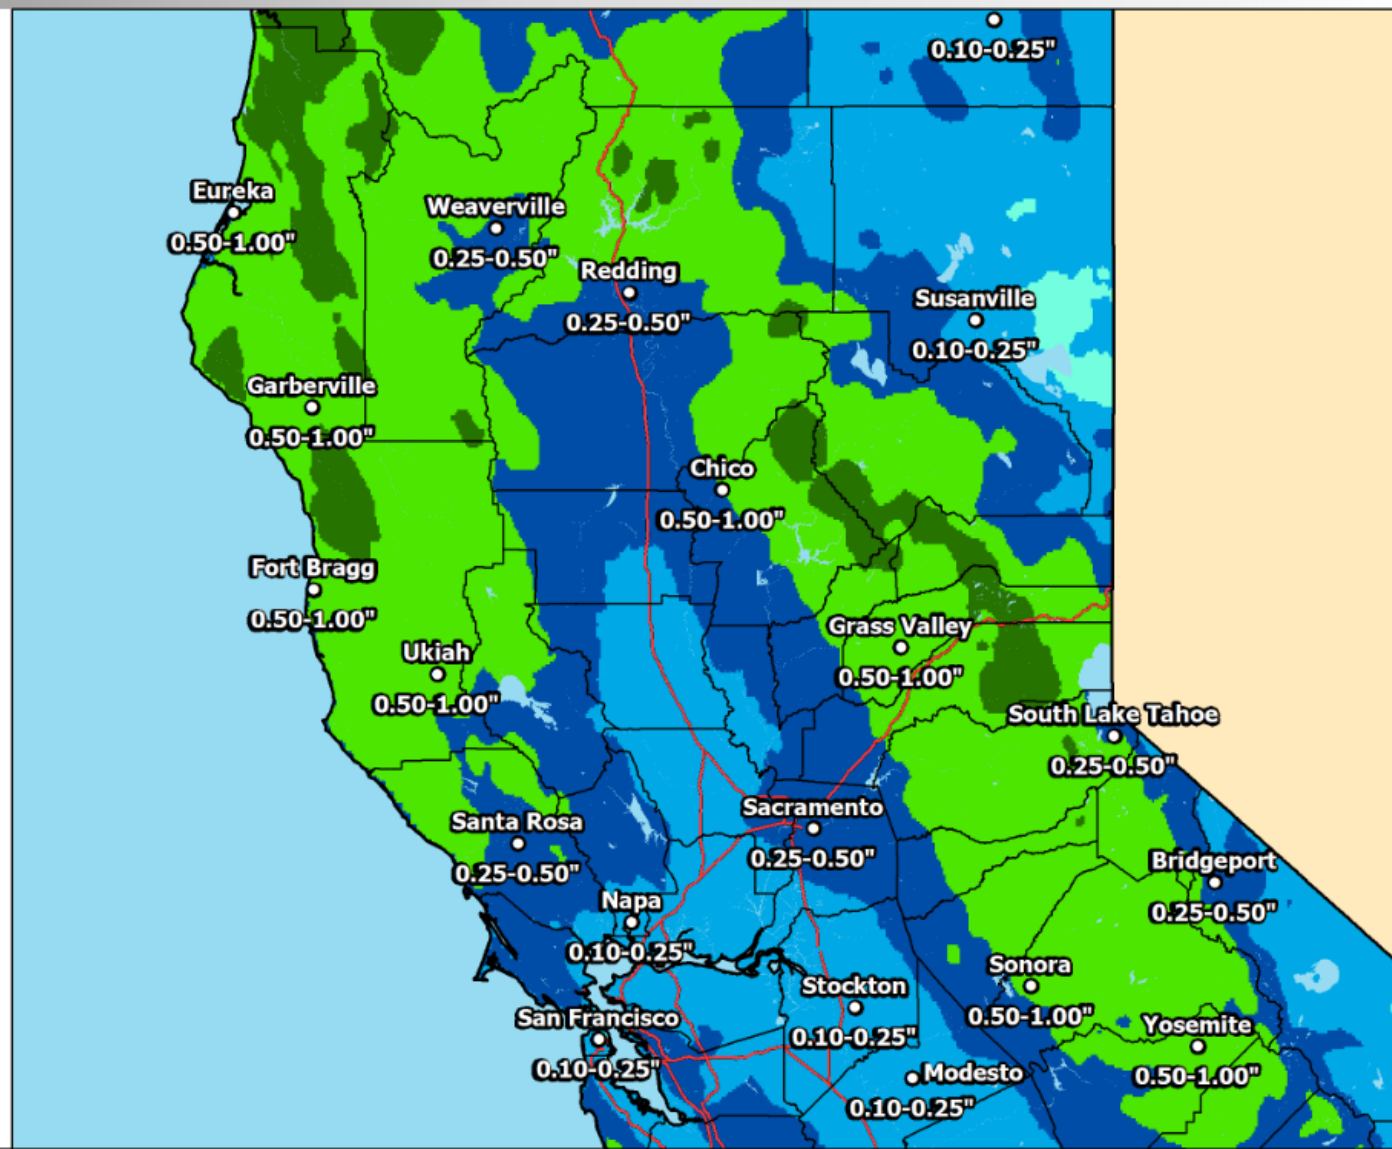 0.10-0.25"
Eureka
0.50-1.00"
Weaverville
0.25-0.50"
Redding
0.25-0.50"
Susanville
0.10-0.25"
Garberville
0.50-1.00"
Chico
0.50-1.00"
Fort Bragg
0.50-1.00"
Ukiah
0.50-1.00"
Grass Valley
0.50-1.00"
South Lake Tahoe
0.25-0.50"
Santa Rosa
0.25-0.50"
Sacramento
0.25-0.50"
Bridgeport
0.25-0.50"
Napa
0.10-0.25"
Stockton
0.10-0.25"
Sonora
0.50-1.00"
San Francisco
0.10-0.25"
Yosemite
0.50-1.00"
Modesto
0.10-0.25"